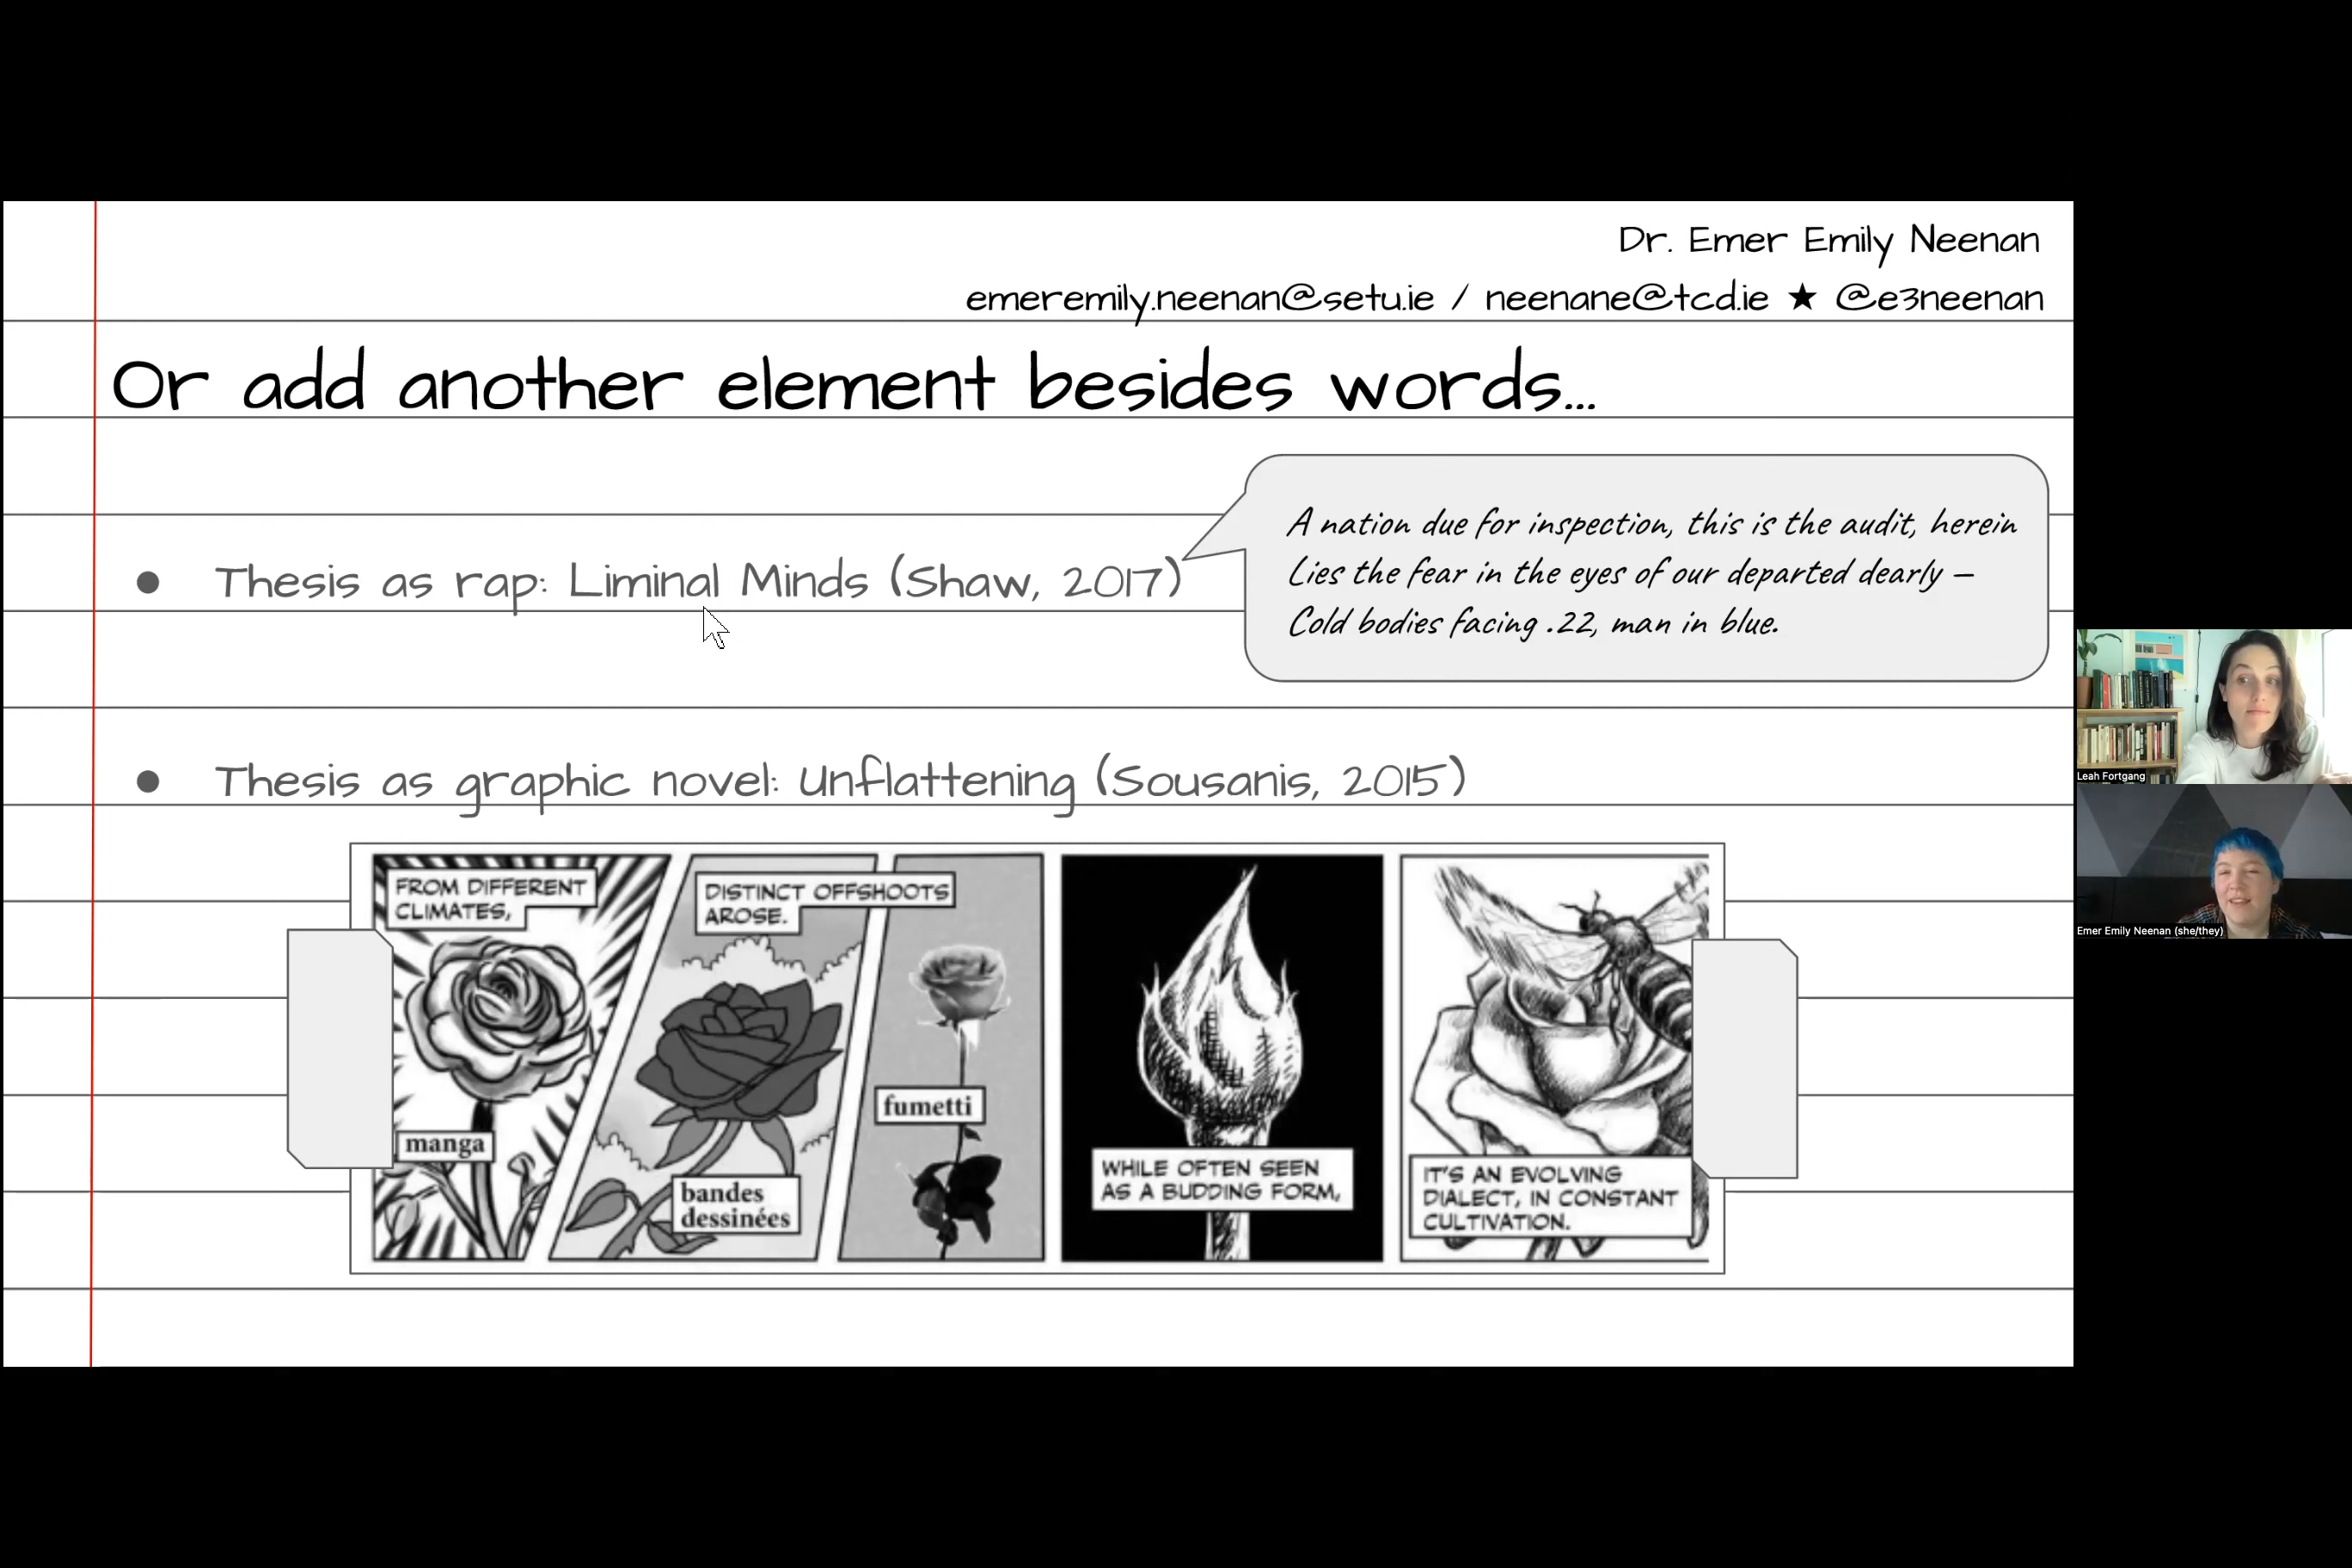 Dr. Emer Emily Neenan
emeremily.neenan@setu.ie / neenane@tcd.ie ★ @e3neenan
Or add another element besides words...
● Thesis as rap: Liminal Minds (Shaw, 2017)
A nation due for inspection, this is the audit, herein
Lies the fear in the eyes of our departed dearly –
Cold bodies facing .22, man in blue.
● Thesis as graphic novel: Unflattening (Sousanis, 2015)
FROM DIFFERENT
CLIMATES,
manga
DISTINCT OFFSHOOTS
AROSE.
bandes
dessinées
fumetti
WHILE OFTEN SEEN
AS A BUDDING FORM,
IT'S AN EVOLVING
DIALECT, IN CONSTANT
CULTIVATION.
Leah Fortgang
Emer Emily Neenan (she/they)